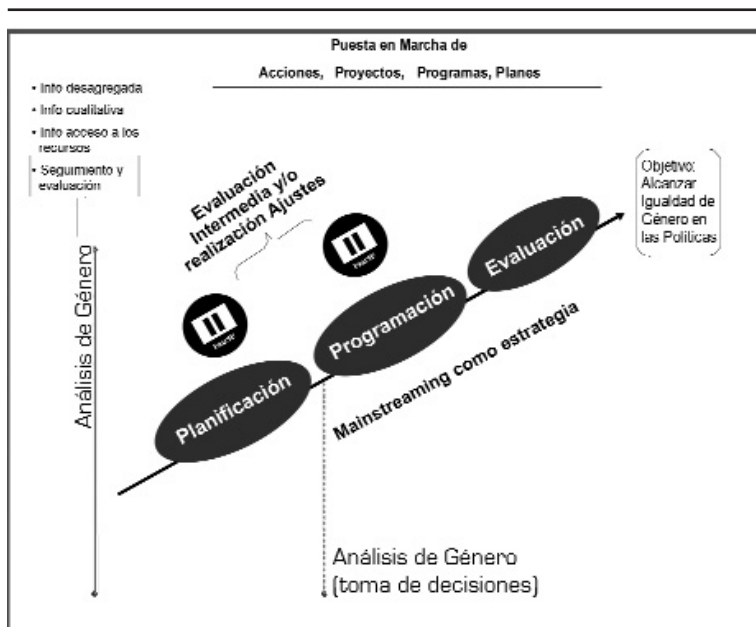 Puesta en Marcha de
Acciones, Proyectos, Programas, Planes
• Info desagregada
• Info cualitativa
• Info acceso a los
recursos
• Seguimiento y
evaluación
Evaluación
Intermedia y/o
realización Ajustes
Objetivo:
Alcanzar
Igualdad de
Género en
las Políticas
Análisis de Género
Planificación
Programación
Evaluación
Mainstreaming como estrategia
Análisis de Género
(toma de decisiones)